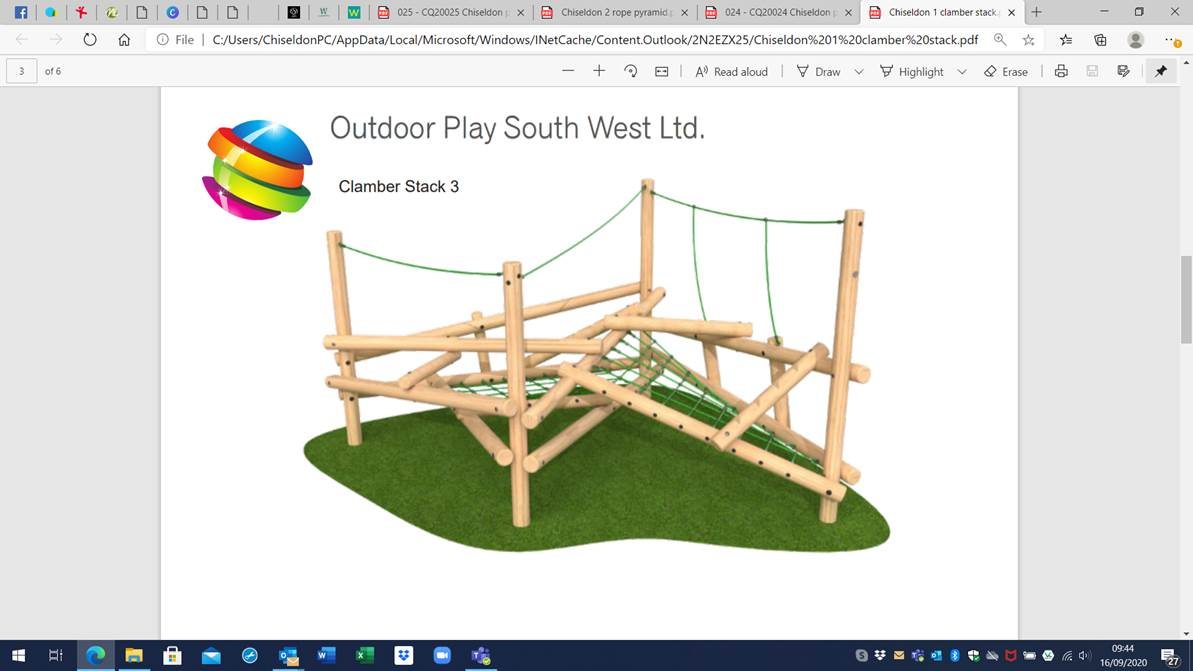 025 - CQ20025 Chiseldon p
Chiseldon 2 rope pyramid.p
024 - CQ20024 Chiseldon p
Chiseldon 1 clamber stack.
File
C:/Users/ChiseldonPC/AppData/Local/Microsoft/Windows/INetCache/Content.Outlook/2N2EZX25/Chiseldon%201%20clamber%20stack.pdf
3 of 6
Read aloud
Draw
Highlight
Erase
Outdoor Play South West Ltd.
Clamber Stack 3
09:44
16/09/2020
27